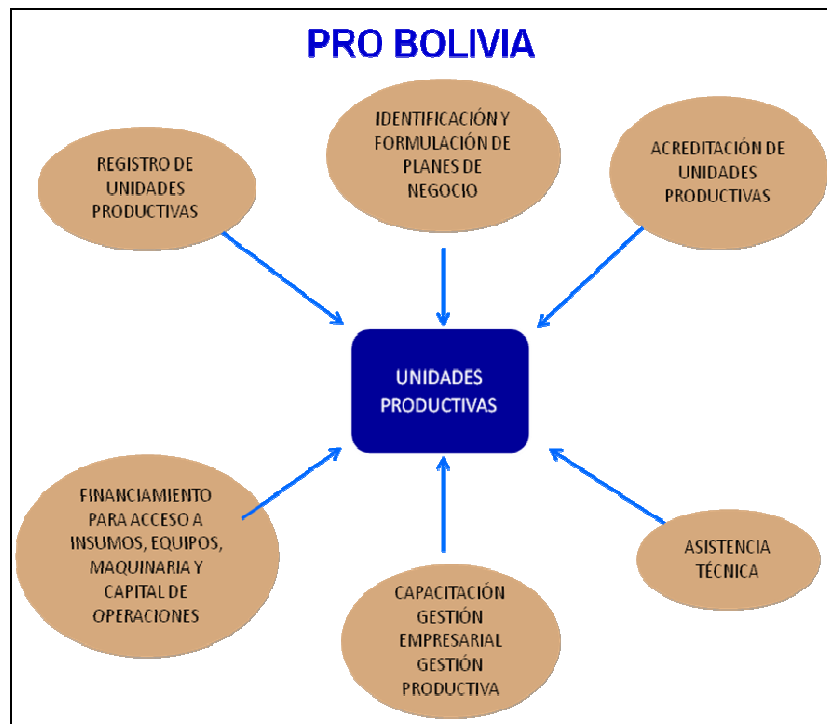 PRO BOLIVIA
REGISTRO DE
UNIDADES
PRODUCTIVAS
IDENTIFICACIÓN Y
FORMULACIÓN DE
PLANES DE
NEGOCIO
ACREDITACIÓN DE
UNIDADES
PRODUCTIVAS
UNIDADES
PRODUCTIVAS
FINANCIAMIENTO
PARA ACCESO A
INSUMOS, EQUIPOS,
MAQUINARIA Y
CAPITAL DE
OPERACIONES
CAPACITACIÓN
GESTIÓN
EMPRESARIAL
GESTIÓN
PRODUCTIVA
ASISTENCIA
TÉCNICA